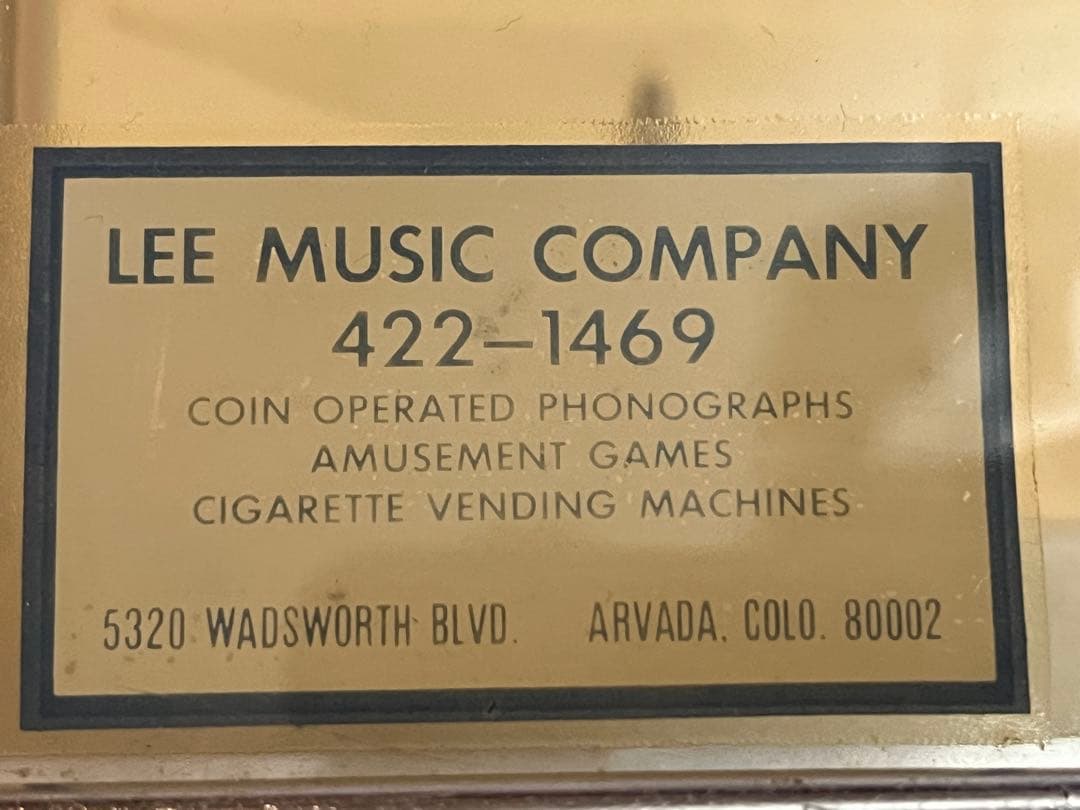 LEE MUSIC COMPANY
422-1469
COIN OPERATED PHONOGRAPHS
AMUSEMENT GAMES
CIGARETTE VENDING MACHINES
5320 WADSWORTH BLVD. ARVADA, COLO. 80002